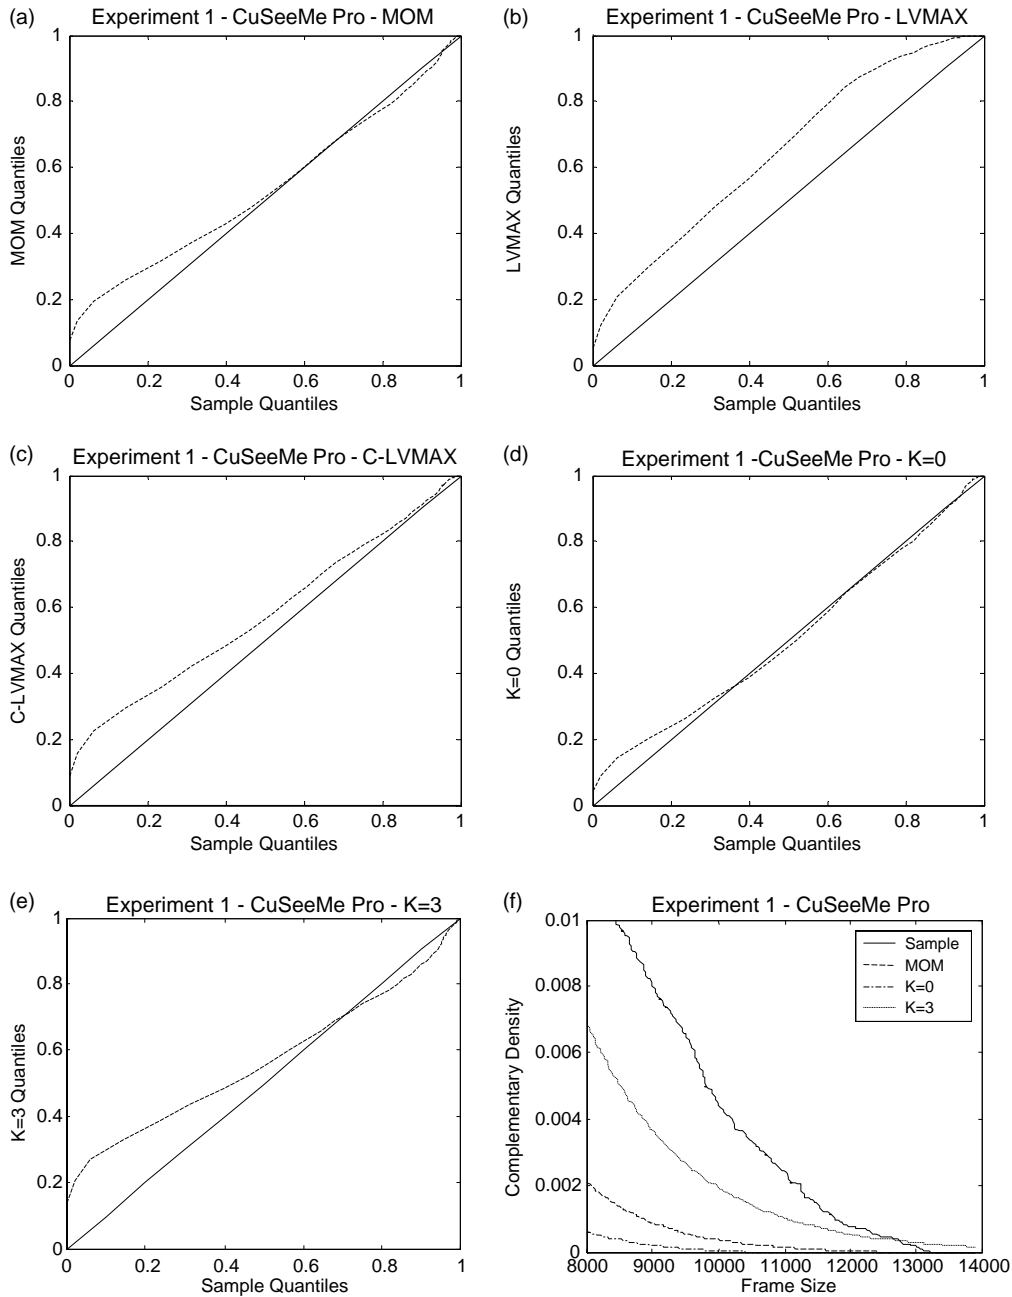 (a) Experiment 1 - CuSeeMe Pro - MOM
1
0.8
0.6
0.4
0.2
0
MOM Quantiles
0 0.2 0.4 0.6 0.8 1
Sample Quantiles
(b) Experiment 1 - CuSeeMe Pro - LVMAX
1
0.8
0.6
0.4
0.2
0
LVMAX Quantiles
0 0.2 0.4 0.6 0.8 1
Sample Quantiles
(c) Experiment 1 - CuSeeMe Pro - C-LVMAX
1
0.8
0.6
0.4
0.2
0
C-LVMAX Quantiles
0 0.2 0.4 0.6 0.8 1
Sample Quantiles
(d) Experiment 1 -CuSeeMe Pro - K=0
1
0.8
0.6
0.4
0.2
0
K=0 Quantiles
0 0.2 0.4 0.6 0.8 1
Sample Quantiles
(e) Experiment 1 - CuSeeMe Pro - K=3
1
0.8
0.6
0.4
0.2
0
K=3 Quantiles
0 0.2 0.4 0.6 0.8 1
Sample Quantiles
(f) Experiment 1 - CuSeeMe Pro
0.01
0.008
0.006
0.004
0.002
0
Complementary Density
Sample
MOM
K=0
K=3
8000 9000 10000 11000 12000 13000 14000
Frame Size